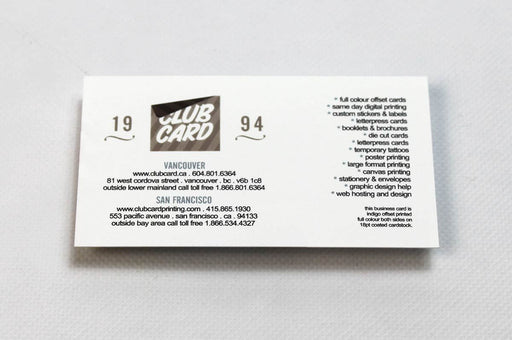 19
CLUB
CARD
94
VANCOUVER
www.clubcard.ca . 604.801.6364
81 west cordova street . vancouver . bc . v6b 1c8
outside lower mainland call toll free 1.866.801.6364
SAN FRANCISCO
www.clubcardprinting.com . 415.865.1930
553 pacific avenue . san francisco . ca . 94133
outside bay area call toll free 1.866.534.4327
* full colour offset cards
* same day digital printing
* custom stickers & labels
* letterpress cards
* booklets & brochures
* die cut cards
* letterpress cards
* temporary tattoos
* poster printing
* large format printing
* canvas printing
* stationery & envelopes
* graphic design help
* web hosting and design
this business card is
indigo offset printed
full colour both sides on
18pt coated cardstock.